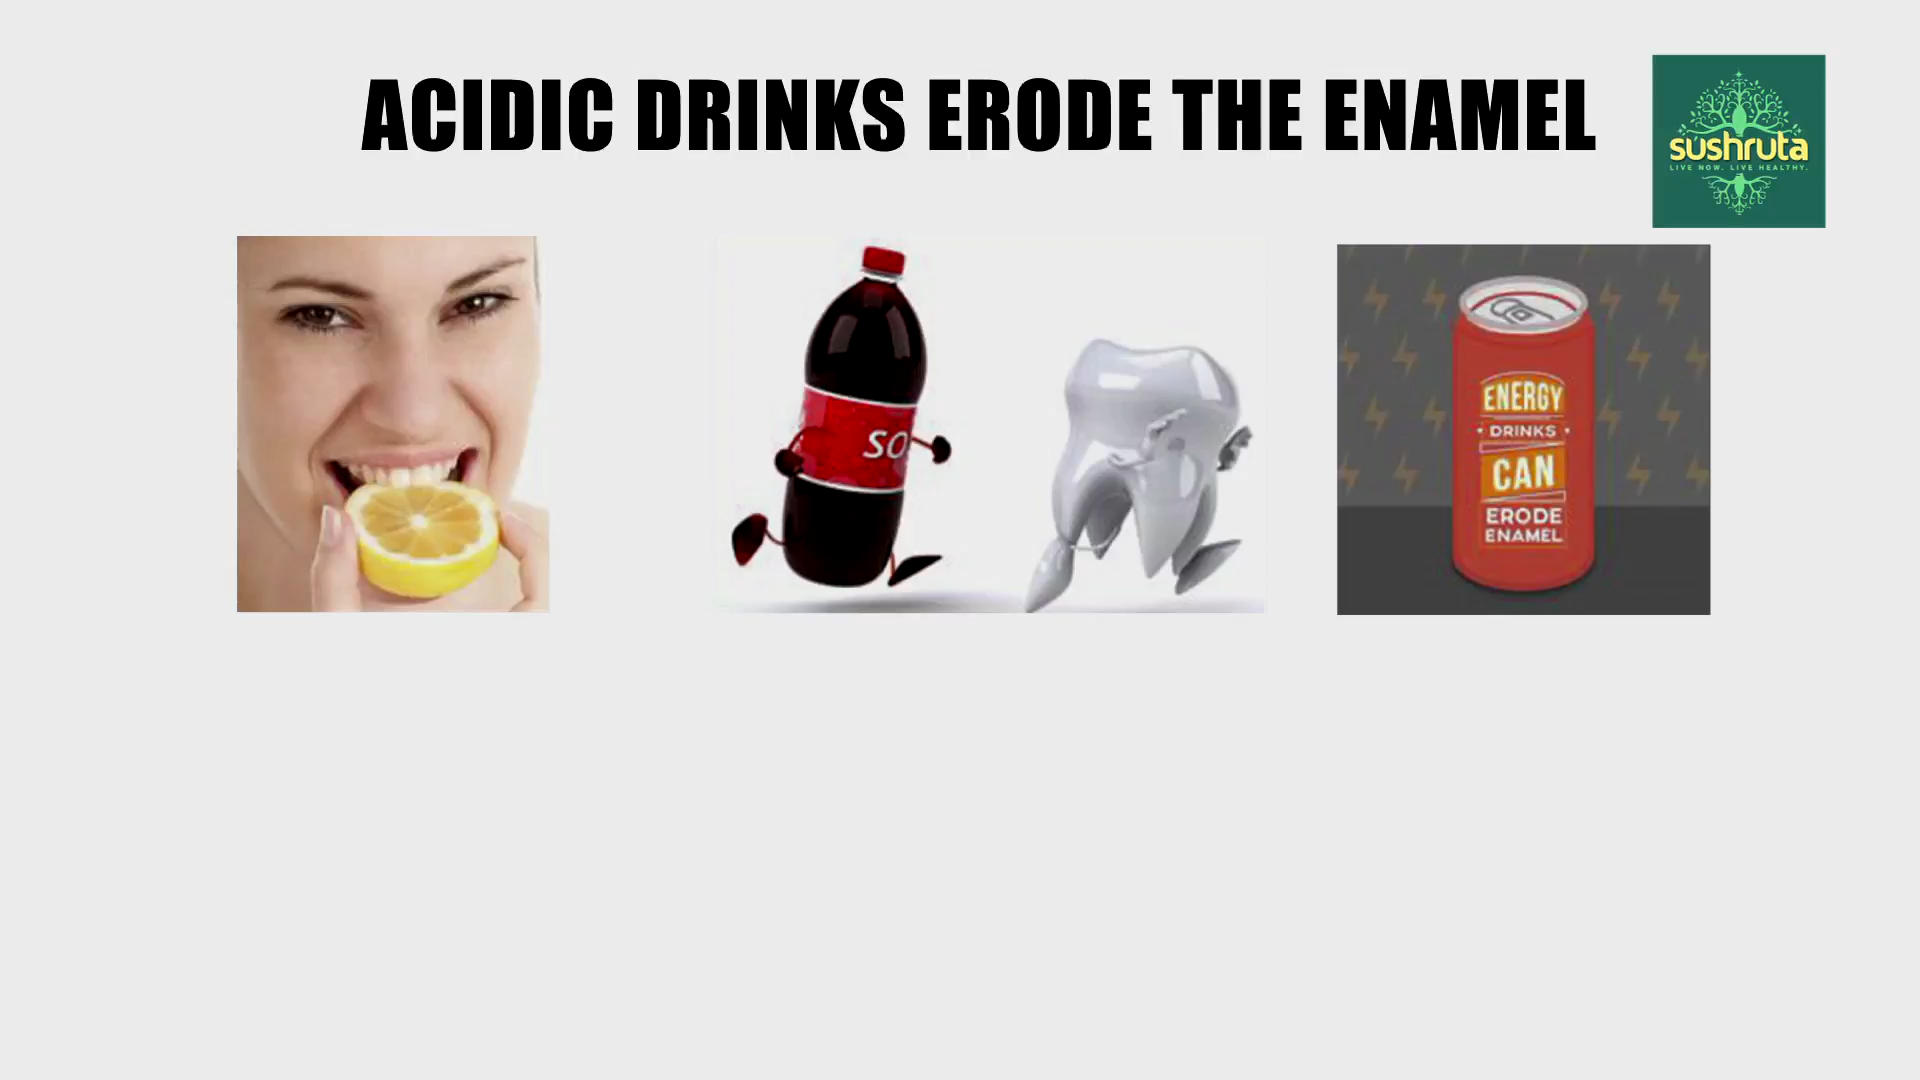 ACIDIC DRINKS ERODE THE ENAMEL
sushruta
LIVE NOW. LIVE HEALTHY.
SO
ENERGY
• DRINKS •
CAN
ERODE
ENAMEL